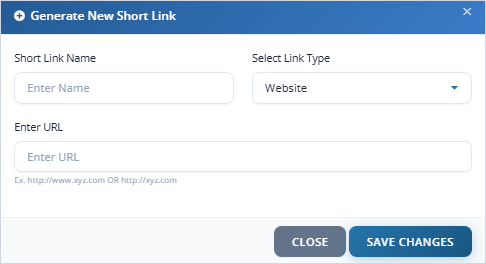 Generate New Short Link
Short Link Name
Select Link Type
Enter Name
Website
Enter URL
Enter URL
Ex. http://www.xyz.com OR http://xyz.com
CLOSE
SAVE CHANGES